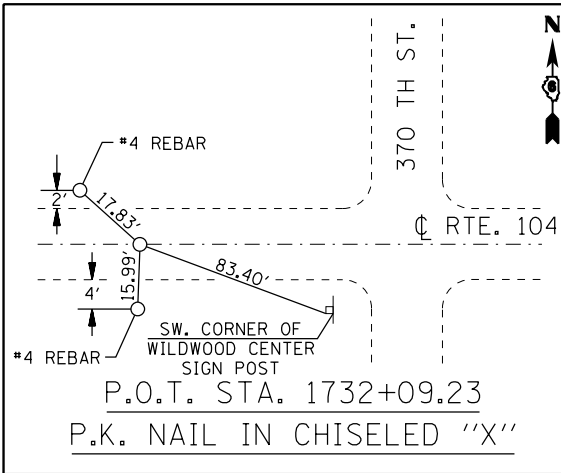 N
6
370 TH ST.
#4 REBAR
2'
17.83'
℄ RTE. 104
83.40'
15.99'
4'
SW. CORNER OF
WILDWOOD CENTER
SIGN POST
#4 REBAR
P.O.T. STA. 1732+09.23
P.K. NAIL IN CHISELED "X"